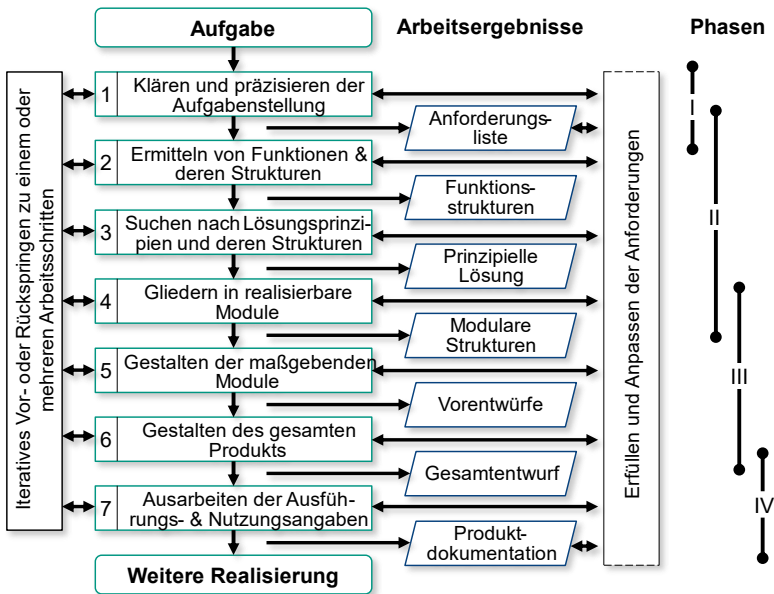 Aufgabe
Arbeitsergebnisse
Phasen
Iteratives Vor- oder Rückspringen zu einem oder
mehreren Arbeitsschritten
1
Klären und präzisieren der
Aufgabenstellung
Anforderungs-
liste
2
Ermitteln von Funktionen &
deren Strukturen
Funktions-
strukturen
3
Suchen nach Lösungsprinzi-
pien und deren Strukturen
Prinzipielle
Lösung
4
Gliedern in realisierbare
Module
Modulare
Strukturen
5
Gestalten der maßgebenden
Module
Vorentwürfe
6
Gestalten des gesamten
Produkts
Gesamtentwurf
7
Ausarbeiten der Ausfüh-
rungs- & Nutzungsangaben
Produkt-
dokumentation
Weitere Realisierung
Erfüllen und Anpassen der Anforderungen
I
II
III
IV